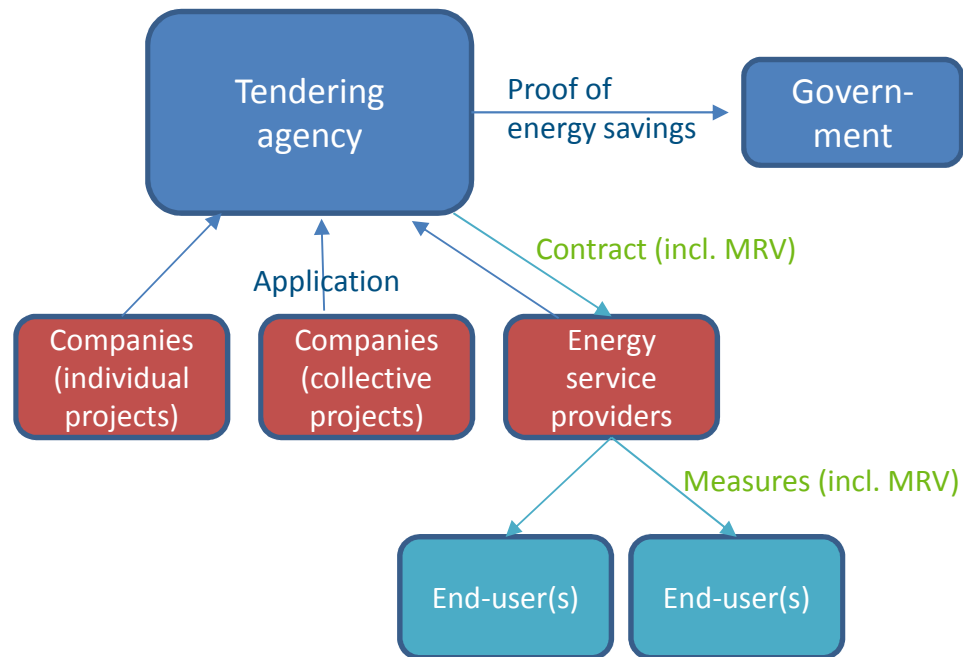 Tendering
agency
Proof of
energy savings
Govern-
ment
Contract (incl. MRV)
Application
Companies
(individual
projects)
Companies
(collective
projects)
Energy
service
providers
Measures (incl. MRV)
End-user(s)
End-user(s)